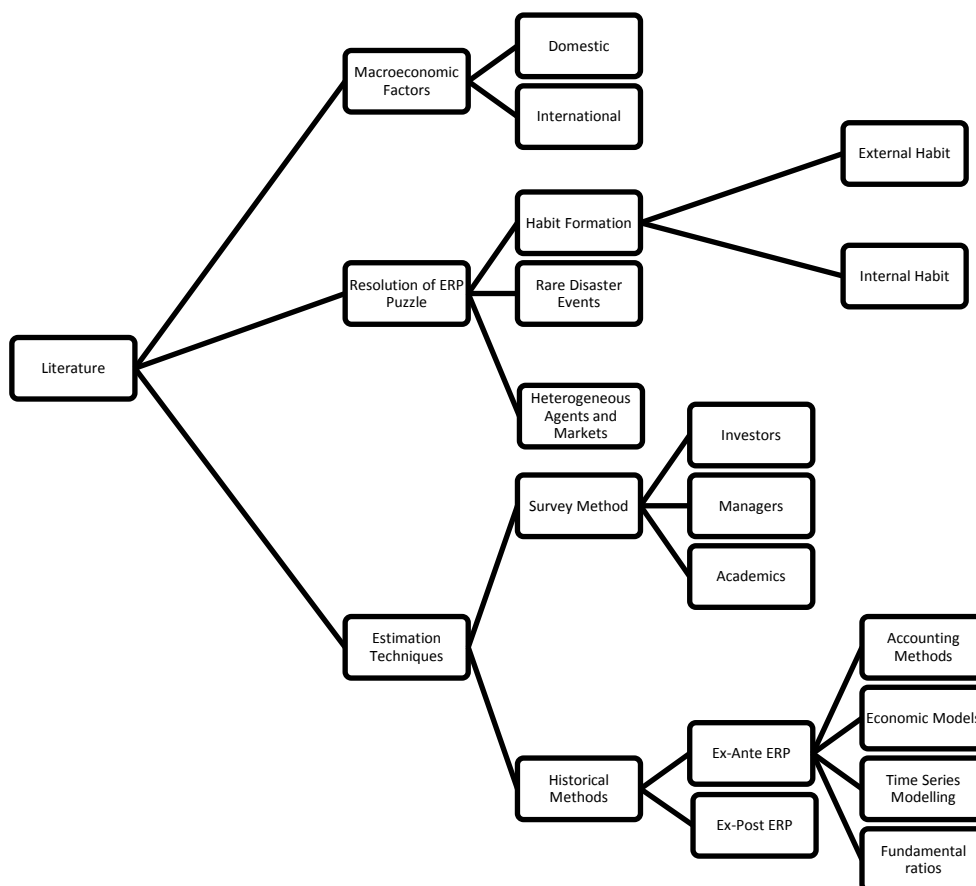 Literature
Macroeconomic
Factors
Domestic
International
Resolution of ERP
Puzzle
Habit Formation
External Habit
Internal Habit
Rare Disaster
Events
Heterogeneous
Agents and
Markets
Estimation
Techniques
Survey Method
Investors
Managers
Academics
Historical
Methods
Ex-Ante ERP
Accounting
Methods
Economic Models
Time Series
Modelling
Fundamental
ratios
Ex-Post ERP